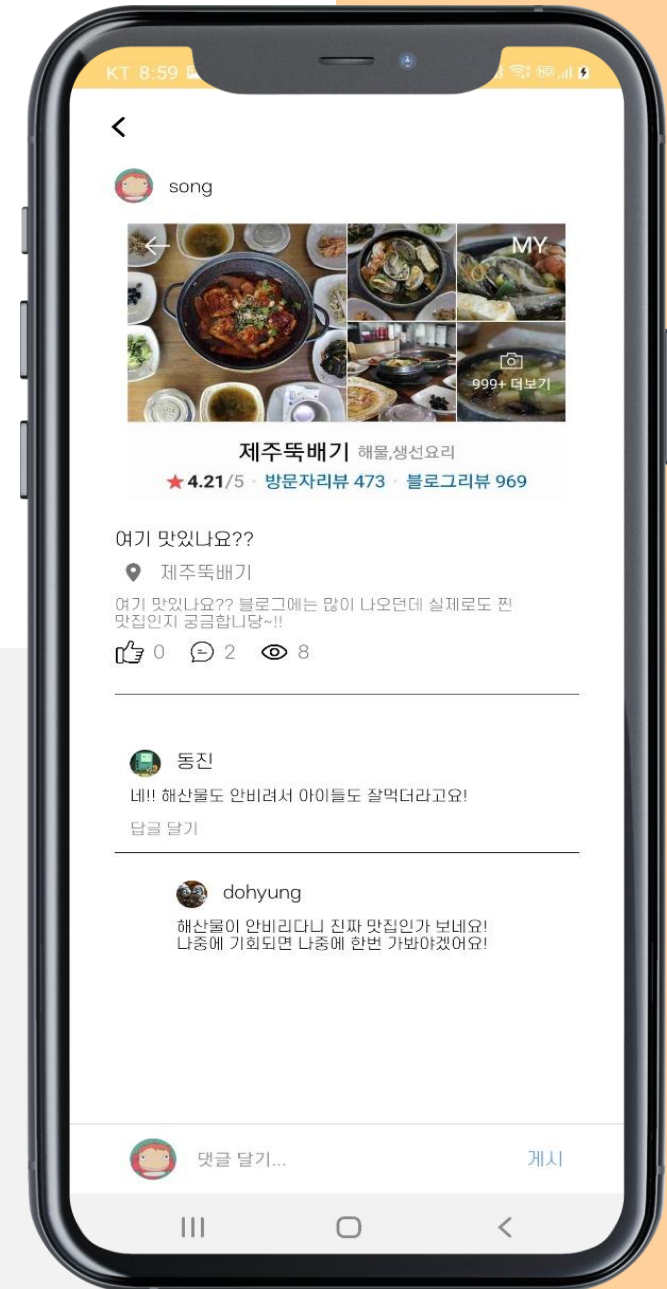 KT 8:59
song
MY
999+ 더보기
제주뚝배기 해물,생선요리
★4.21/5 · 방문자리뷰 473 · 블로그리뷰 969
여기 맛있나요??
제주뚝배기
여기 맛있나요?? 블로그에는 많이 나오던데 실제로도 찐
맛집인지 궁금합니당~!!
0 2 8
동진
네!! 해산물도 안비려서 아이들도 잘먹더라고요!
답글 달기
dohyung
해산물이 안비리다니 진짜 맛집인가 보네요!
나중에 기회되면 나중에 한번 가봐야겠어요!
댓글 달기... 게시